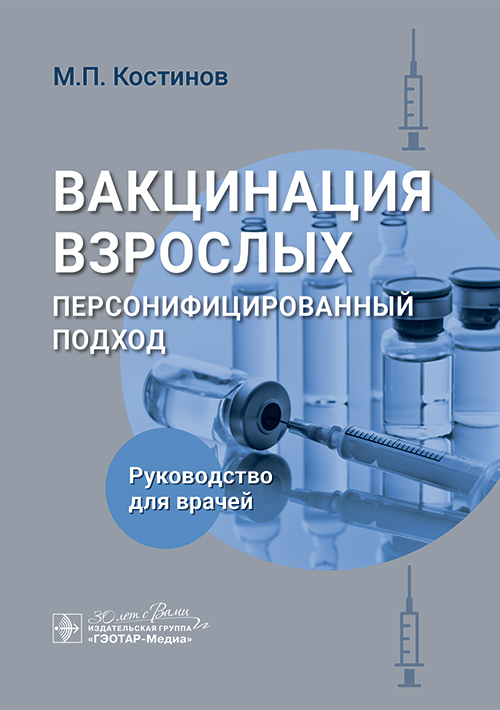 М.П. Костинов
ВАКЦИНАЦИЯ
ВЗРОСЛЫХ
ПЕРСОНИФИЦИРОВАННЫЙ
ПОДХОД
Руководство
для врачей
30 лет с Вами
ИЗДАТЕЛЬСКАЯ ГРУППА
«ГЭОТАР-Медиа»